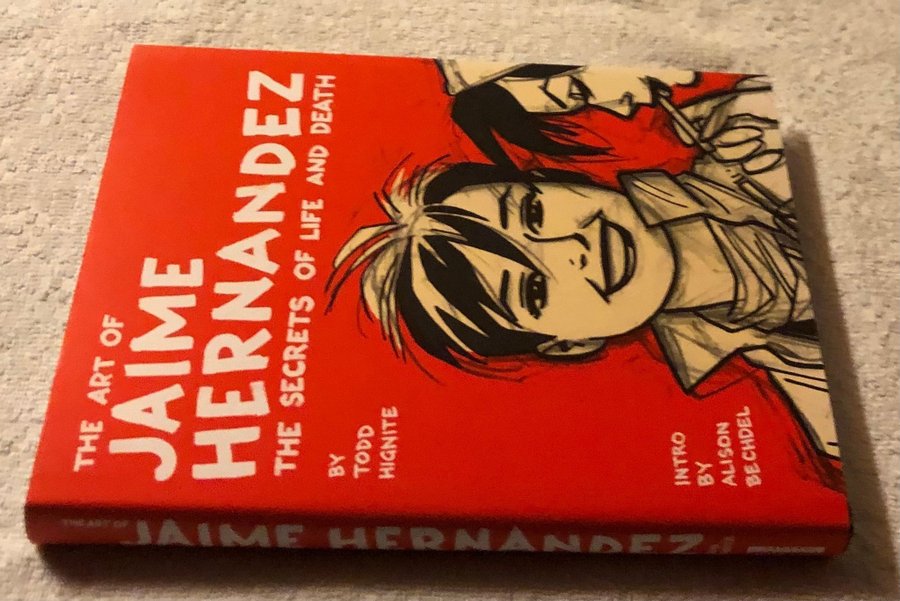 THE ART OF
JAIME
HERNANDEZ
THE SECRETS OF LIFE AND DEATH
BY
TODD
HIGNITE
INTRO
BY
ALISON
BECHDEL
THE ART OF
JAIME HERNANDEZ